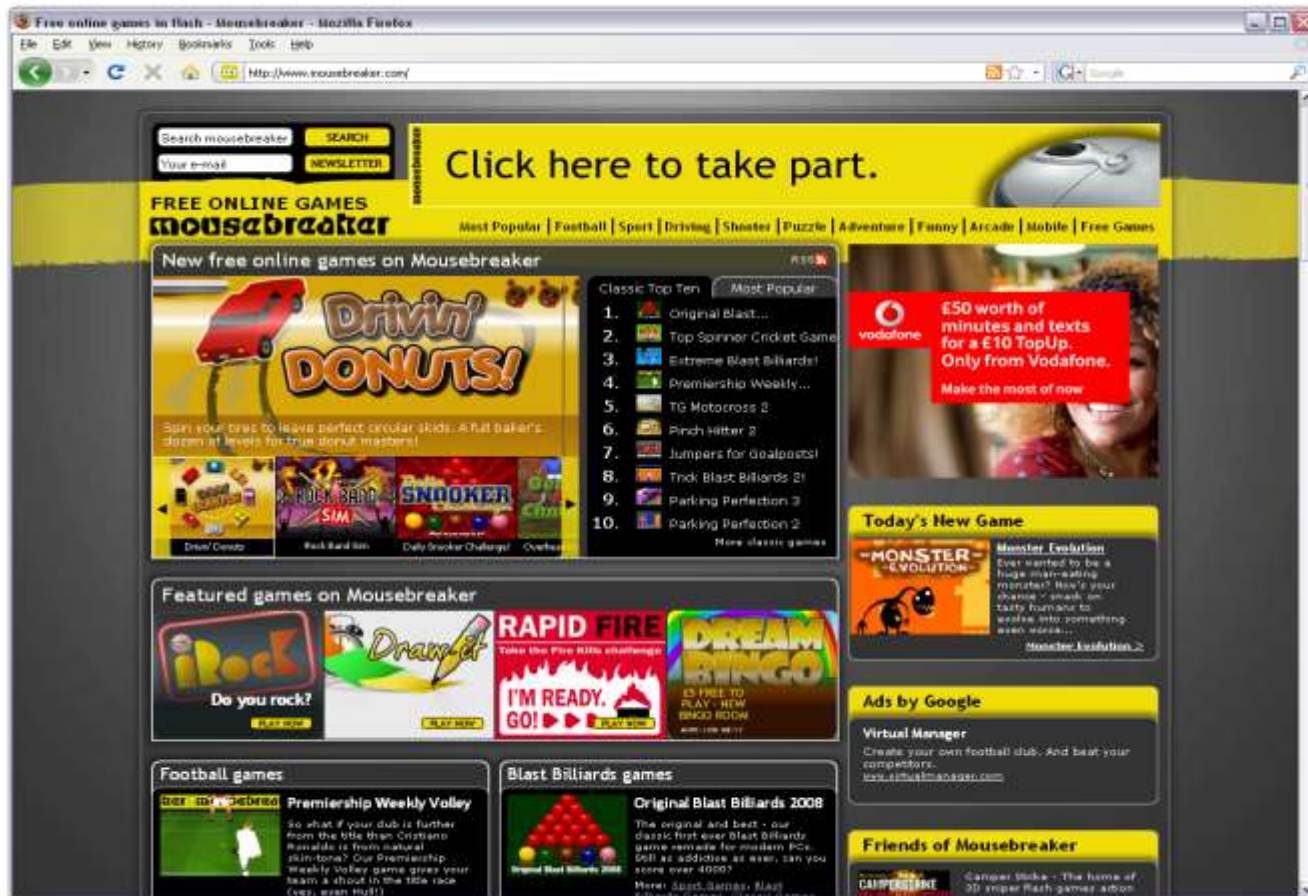 Free online games in flash - Mousebreaker - Mozilla Firefox
File Edit View History Bookmarks Tools Help
http://www.mousebreaker.com/
Google
Search mousebreaker SEARCH
Your e-mail NEWSLETTER
mousebreaker
Click here to take part.
FREE ONLINE GAMES
mousebreaker
Most Popular | Football | Sport | Driving | Shooter | Puzzle | Adventure | Funny | Arcade | Mobile | Free Games
New free online games on Mousebreaker
RSS
Drivin' DONUTS!
Spin your tires to leave perfect circular skids. A full baker's
dozen of levels for true donut masters!
ROCK BAND
SIM
SNOOKER
Drivin' Donuts
Rock Band Sim
Daily Snooker Challenge!
Classic Top Ten Most Popular
1. Original Blast...
2. Top Spinner Cricket Game
3. Extreme Blast Billiards!
4. Premiership Weekly...
5. TG Motocross 2
6. Pinch Hitter 2
7. Jumpers for Goalposts!
8. Trick Blast Billiards 2!
9. Parking Perfection 3
10. Parking Perfection 2
More classic games
vodafone
£50 worth of
minutes and texts
for a £10 TopUp.
Only from Vodafone.
Make the most of now
Today's New Game
MONSTER
EVOLUTION
Monster Evolution
Ever wanted to be a
huge man-eating
monster? Now's your
chance - snack on
tasty humans to
evolve into something
even worse...
Monster Evolution >
Featured games on Mousebreaker
iRock
Do you rock?
PLAY NOW
Draw-it
PLAY NOW
RAPID FIRE
Take the Fire Kills challenge
I'M READY.
GO!
PLAY NOW
DREAM
BINGO
£5 FREE TO
PLAY - NEW
BINGO ROOM
Ads by Google
Virtual Manager
Create your own football club. And beat your
competitors.
www.virtualmanager.com
Football games
Premiership Weekly Volley
So what if your club is further
from the title than Cristiano
Ronaldo is from natural
skin-tone? Our Premiership
Weekly Volley game gives your
team a shout in the title race
(yes, even Hull!)
Blast Billiards games
Original Blast Billiards 2008
Original Blast Billiards 2008
The original and best - our
classic first ever Blast Billiards
game remade for modern PCs.
Still as addictive as ever, can you
score over 4000?
More: Sport Games, Blast
Friends of Mousebreaker
CAMPERSTRIKE
Camper Strike - The home of
3D sniper flash games action